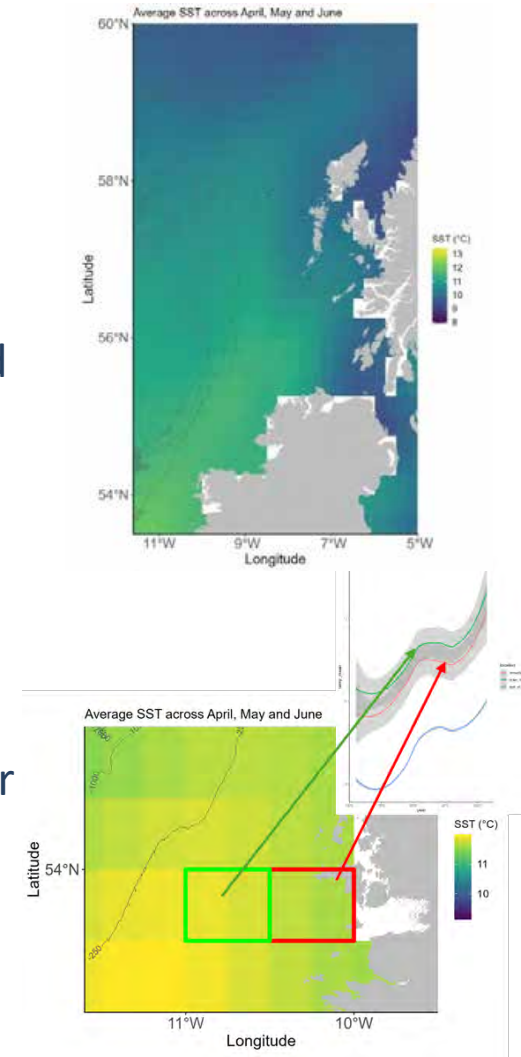 Average SST across April, May and June
60°N
58°N
56°N
54°N
Latitude
11°W 9°W 7°W 5°W
Longitude
SST (°C)
13
12
11
10
9
8
d
r
year
Average SST across April, May and June
54°N
Latitude
11°W 10°W
Longitude
-250
SST (°C)
11
10